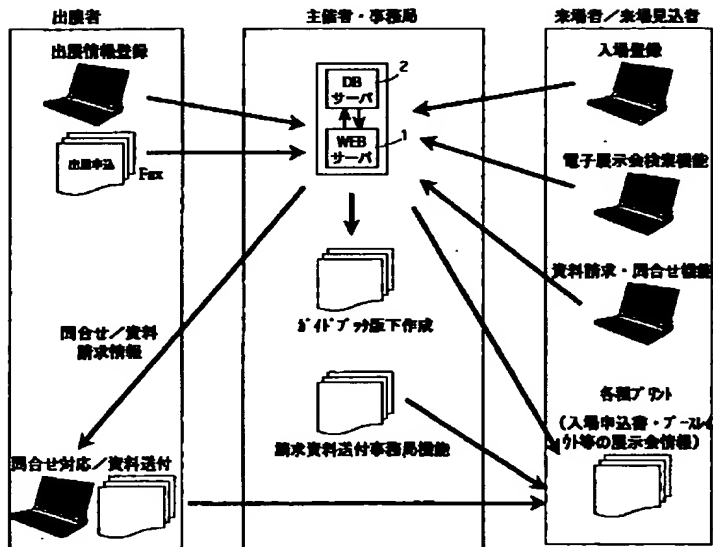 出展者
出展情報登録
出展申込
Fax
問合せ／資料
請求情報
問合せ対応／資料送付
主催者・事務局
DB
サーバ
2
WEB
サーバ
1
ｶﾞｲﾄﾞﾌﾞｯｸ版下作成
請求資料送付事務局機能
来場者／来場見込者
入場登録
電子展示会検索機能
資料請求・問合せ機能
各種ﾌﾟﾘﾝﾄ
（入場申込書・ﾌﾞｰｽﾚｲ
ｱｳﾄ等の展示会情報）